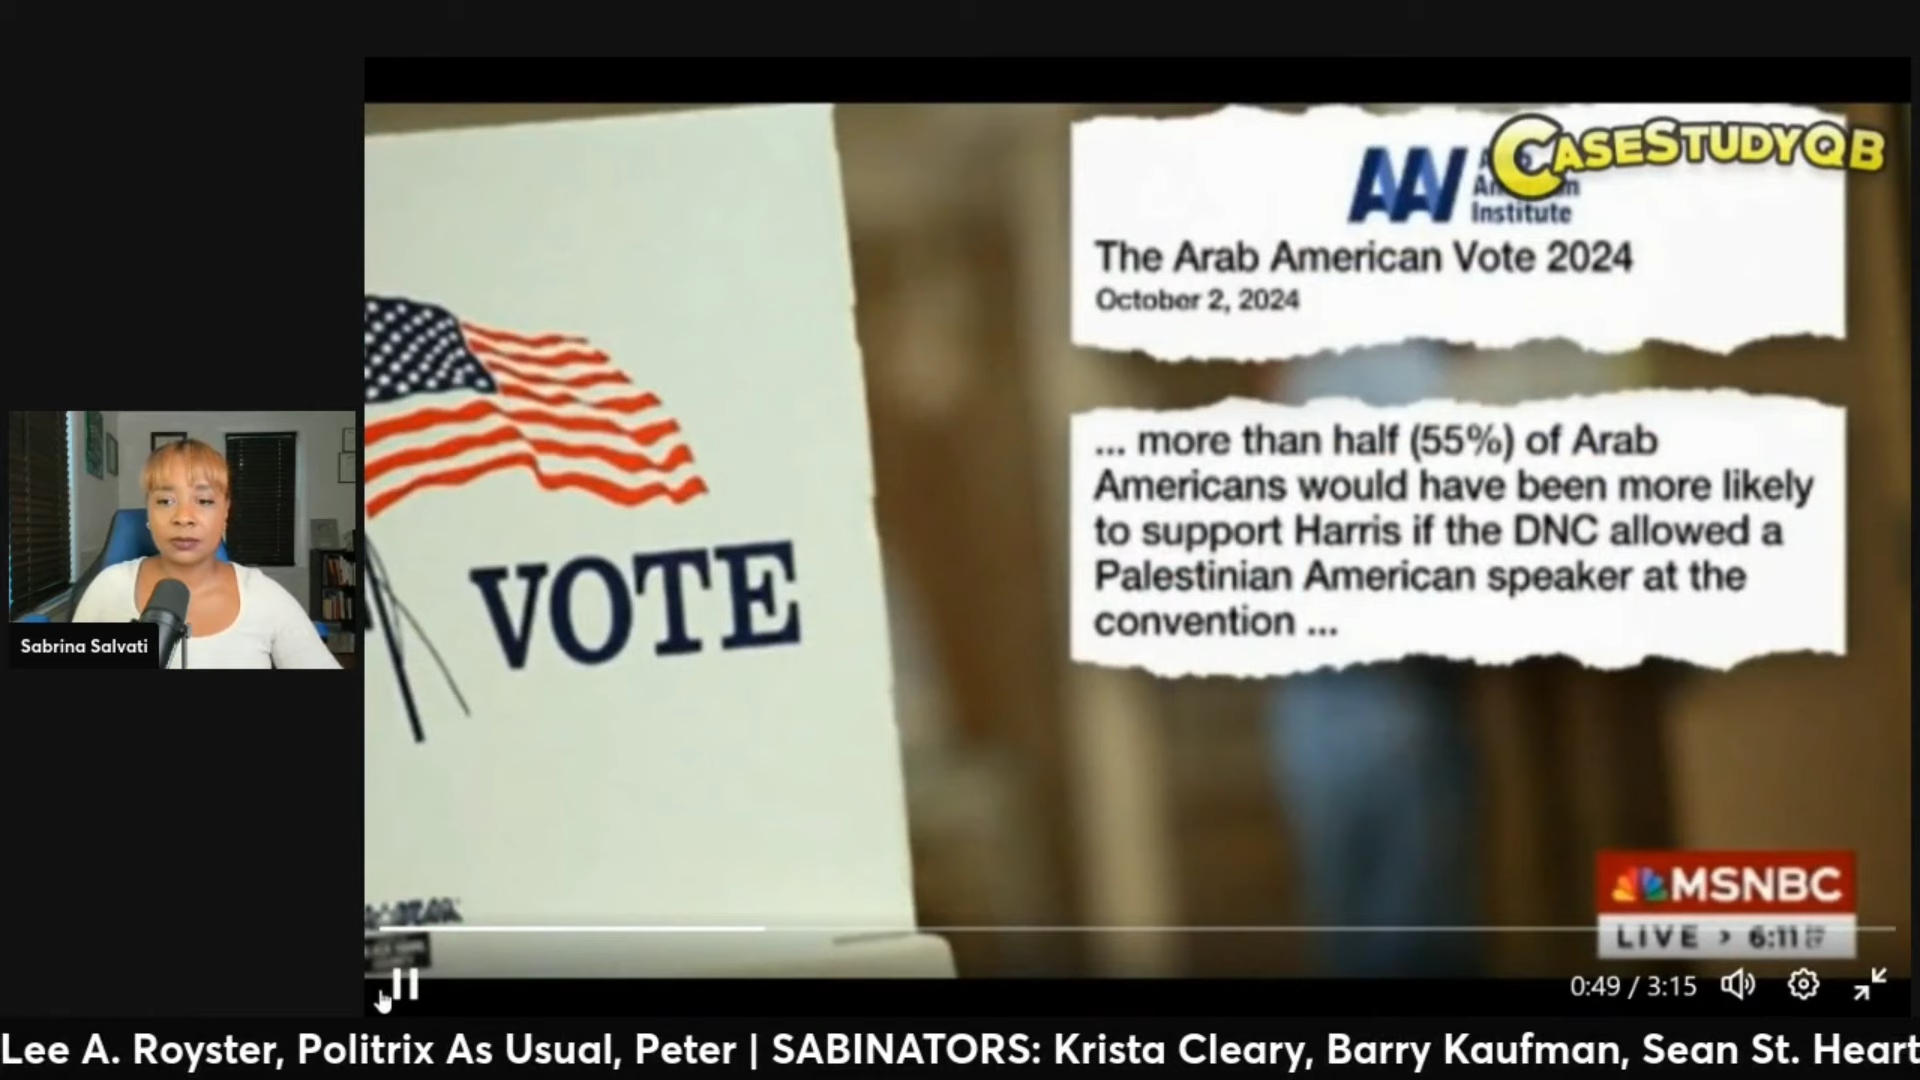 CASESTUDYQB
AAI
Institute
The Arab American Vote 2024
October 2, 2024
... more than half (55%) of Arab
Americans would have been more likely
to support Harris if the DNC allowed a
Palestinian American speaker at the
convention ...
VOTE
Sabrina Salvati
MSNBC
LIVE > 6:11
0:49 / 3:15
Lee A. Royster, Politrix As Usual, Peter | SABINATORS: Krista Cleary, Barry Kaufman, Sean St. Heart